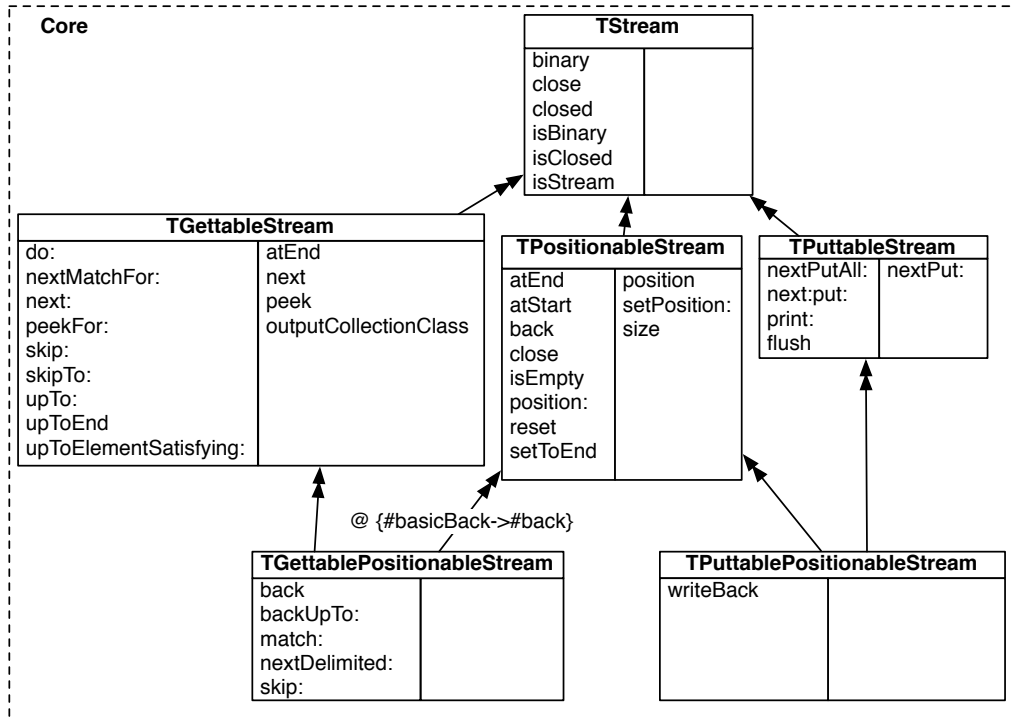 Core
TStream
binary
close
closed
isBinary
isClosed
isStream
TGettableStream
do:
nextMatchFor:
next:
peekFor:
skip:
skipTo:
upTo:
upToEnd
upToElementSatisfying:
atEnd
next
peek
outputCollectionClass
TPositionableStream
atEnd
atStart
back
close
isEmpty
position:
reset
setToEnd
position
setPosition:
size
TPuttableStream
nextPutAll:
next:put:
print:
flush
nextPut:
@ {#basicBack->#back}
TGettablePositionableStream
back
backUpTo:
match:
nextDelimited:
skip:
TPuttablePositionableStream
writeBack